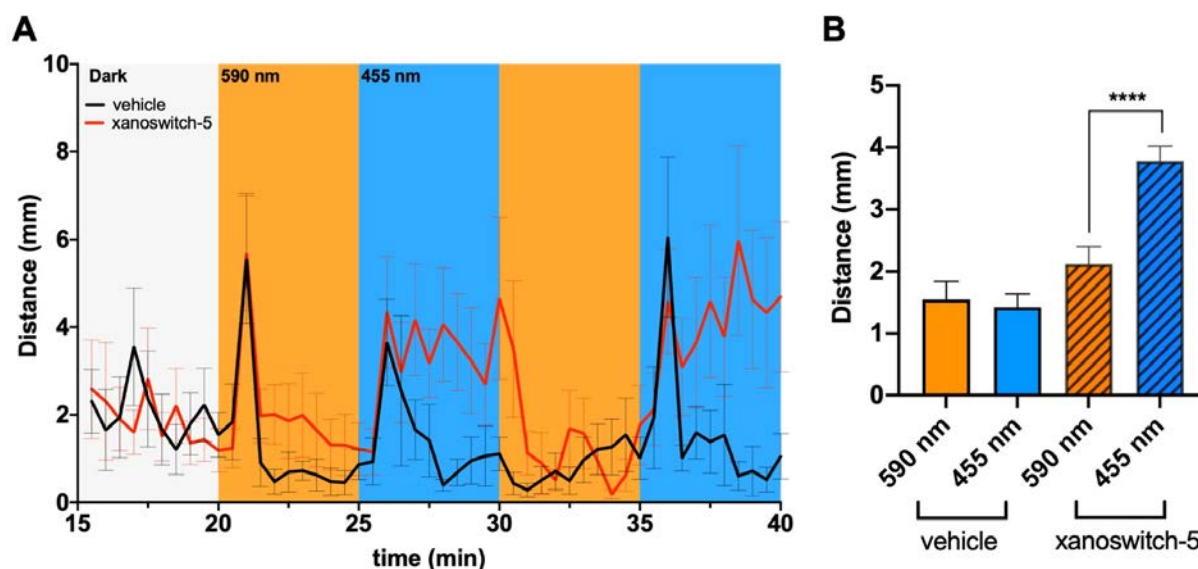 A
Distance (mm)
10
8
6
4
2
0
Dark
590 nm
455 nm
vehicle
xanoswitch-5
15
20
25
30
35
40
time (min)
B
Distance (mm)
5
4
3
2
1
0
****
590 nm
455 nm
590 nm
455 nm
vehicle
xanoswitch-5